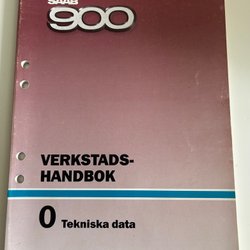 SAAB
900
VERKSTADS-
HANDBOK
0 Tekniska data